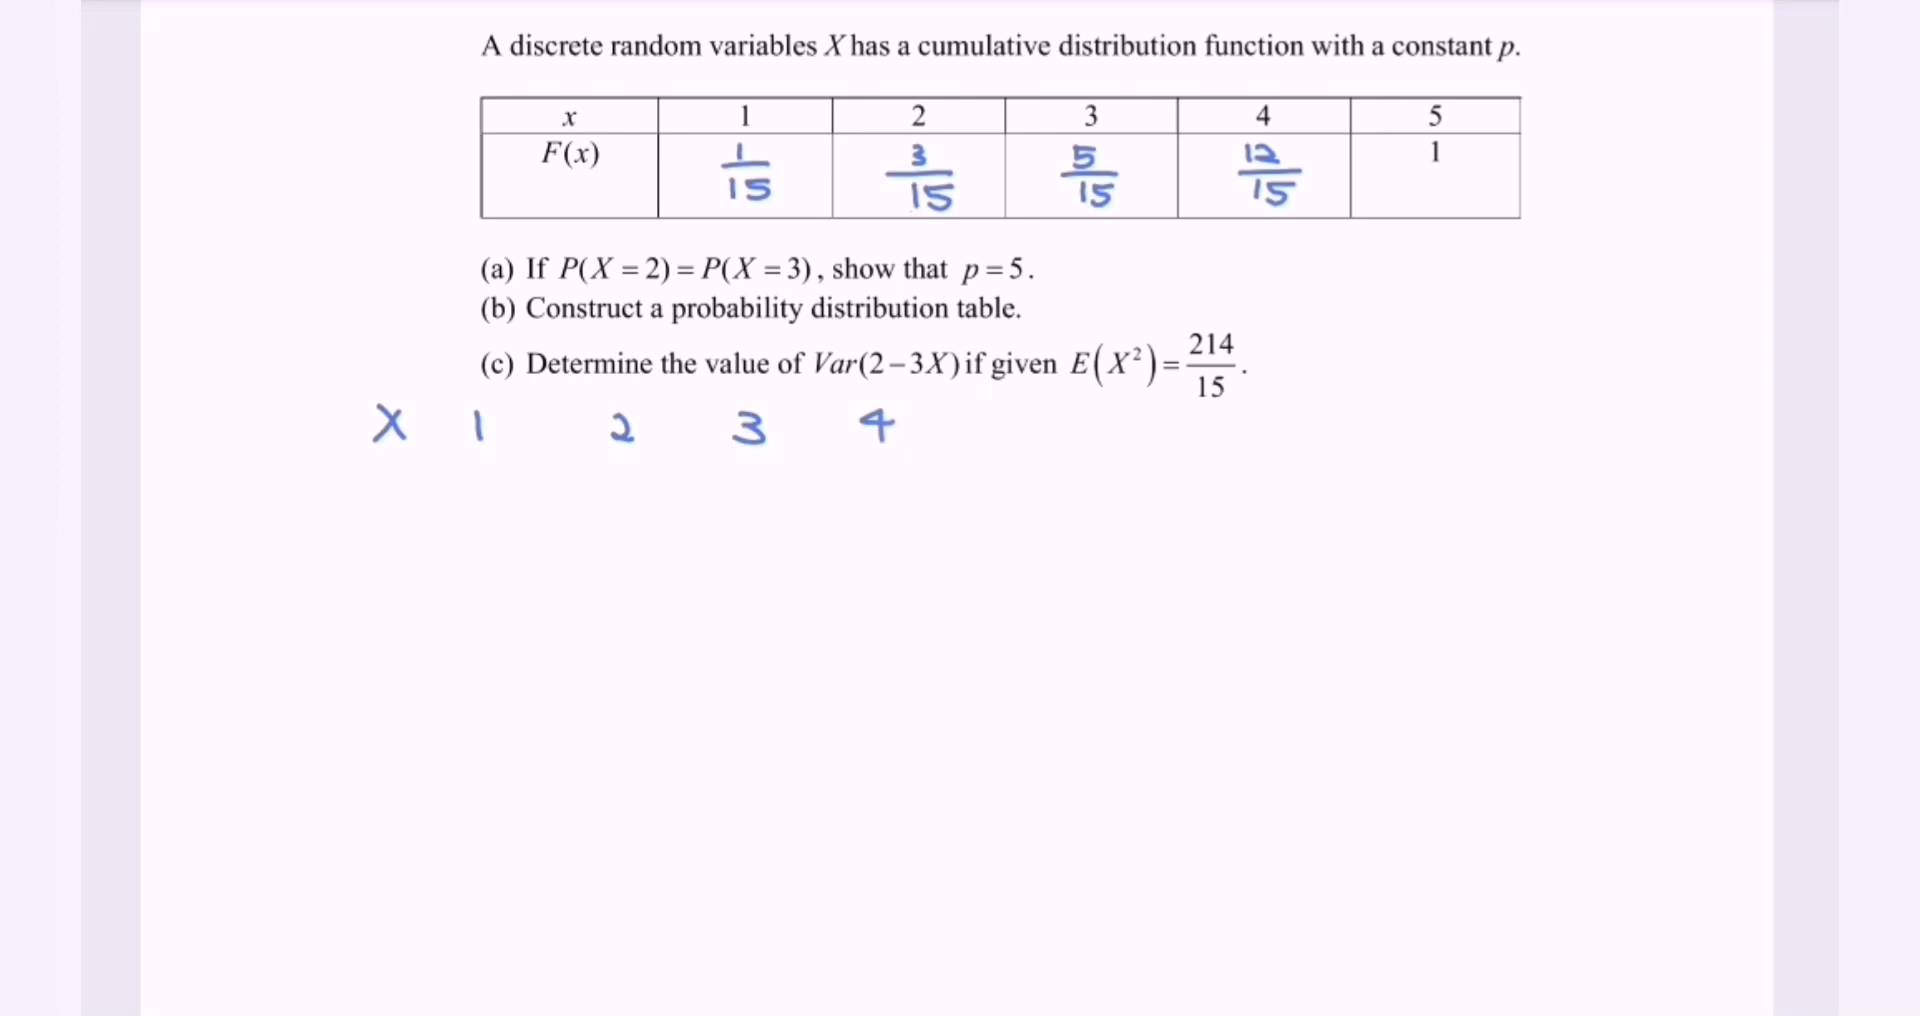 A discrete random variables X has a cumulative distribution function with a constant p.
x 1 2 3 4 5
F(x) 1/15 3/15 5/15 12/15 1
(a) If P(X = 2) = P(X = 3), show that p = 5.
(b) Construct a probability distribution table.
(c) Determine the value of Var(2 − 3X) if given E(X²) = 214/15.
X 1 2 3 4